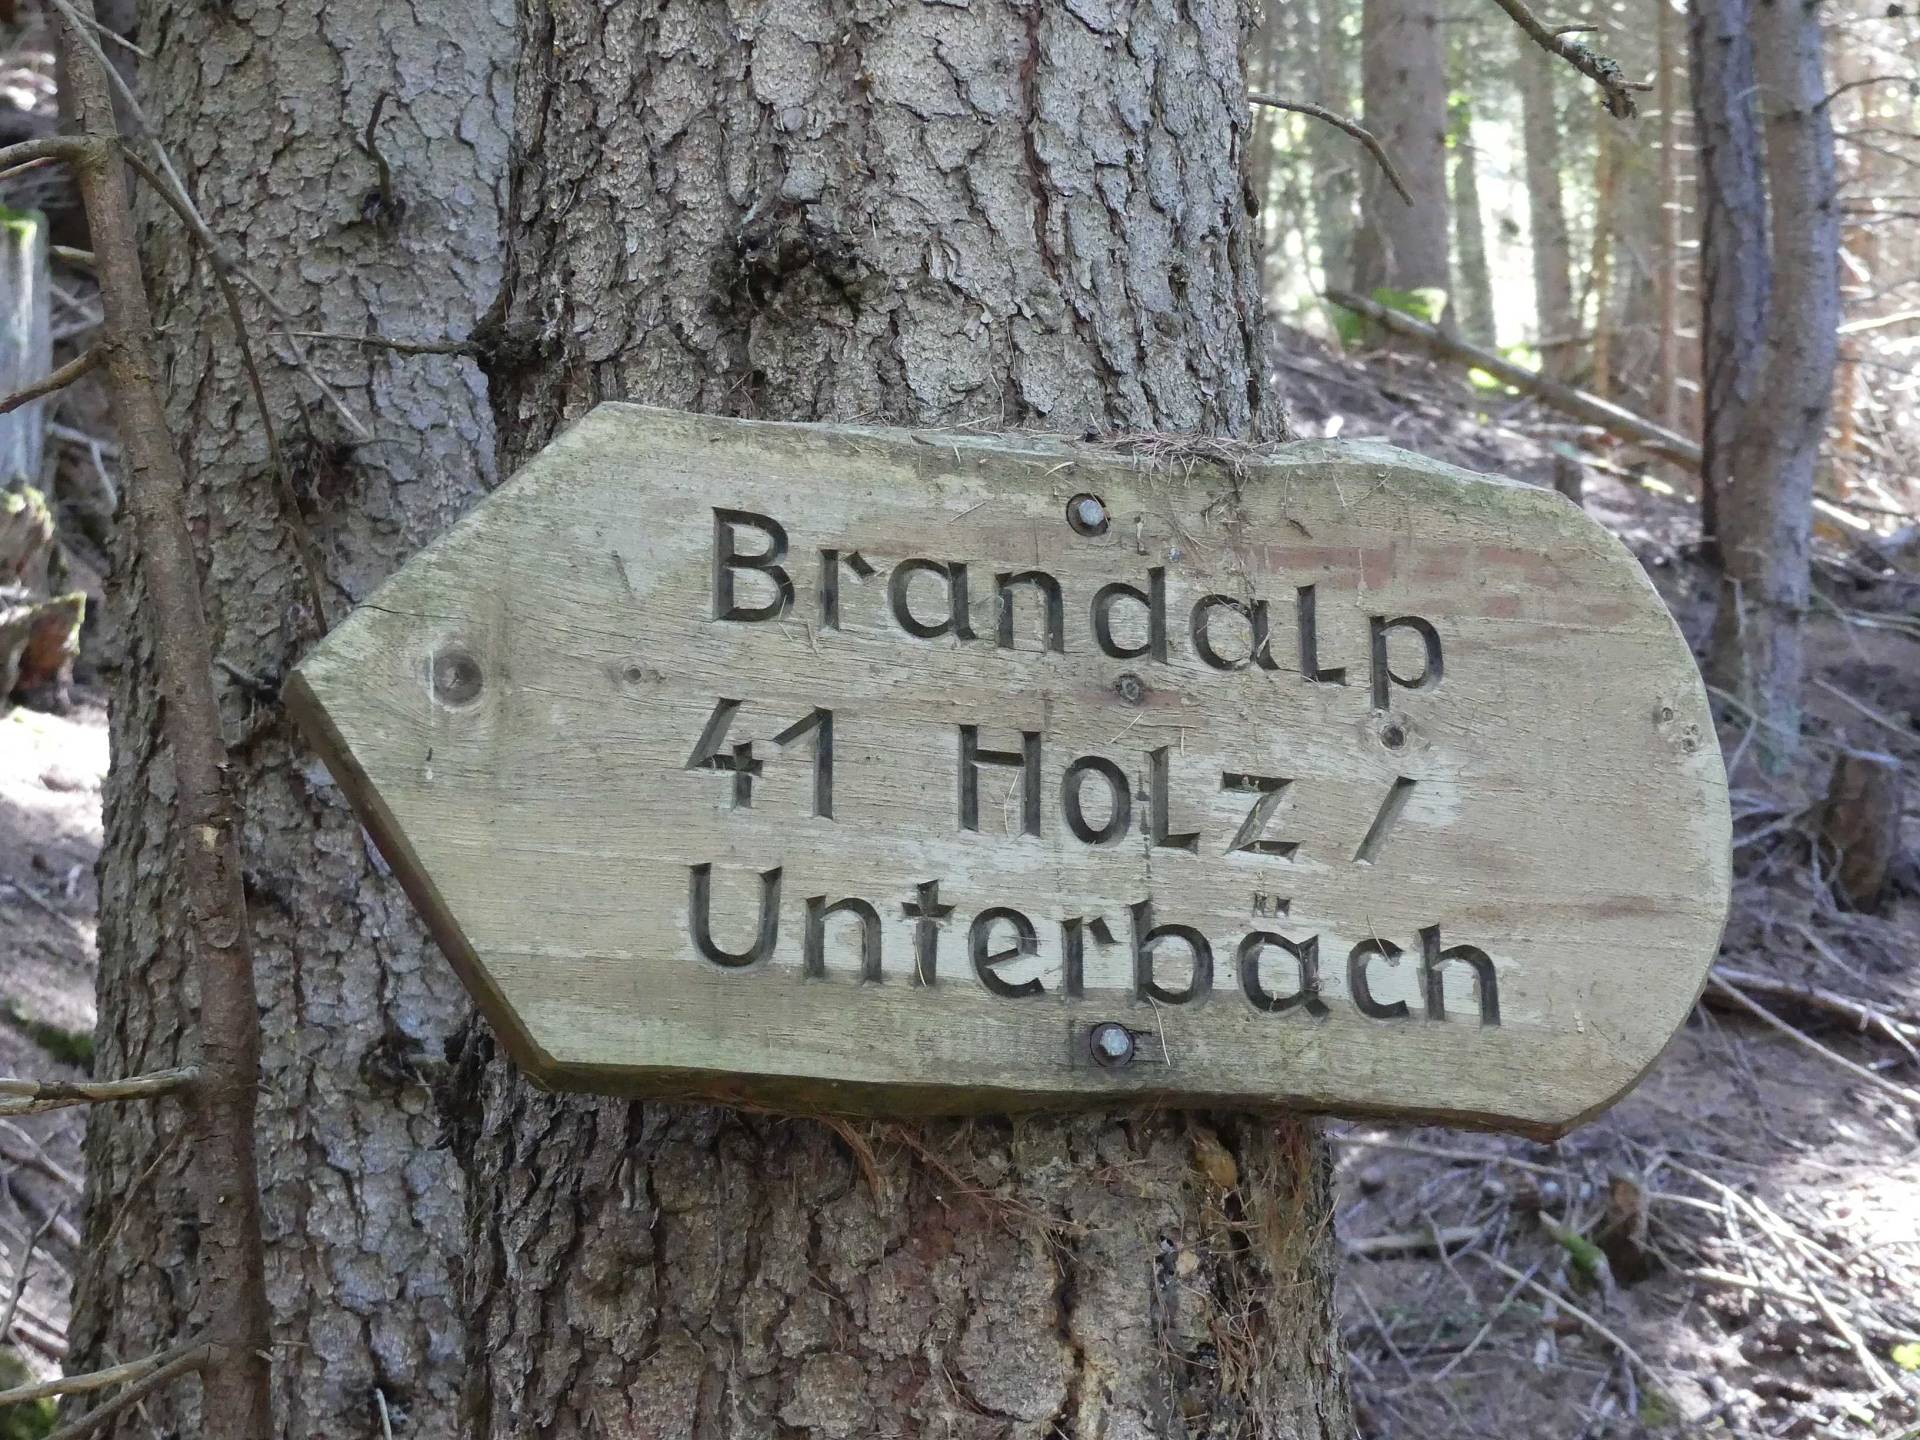 Brandalp
41 Holz /
Unterbäch